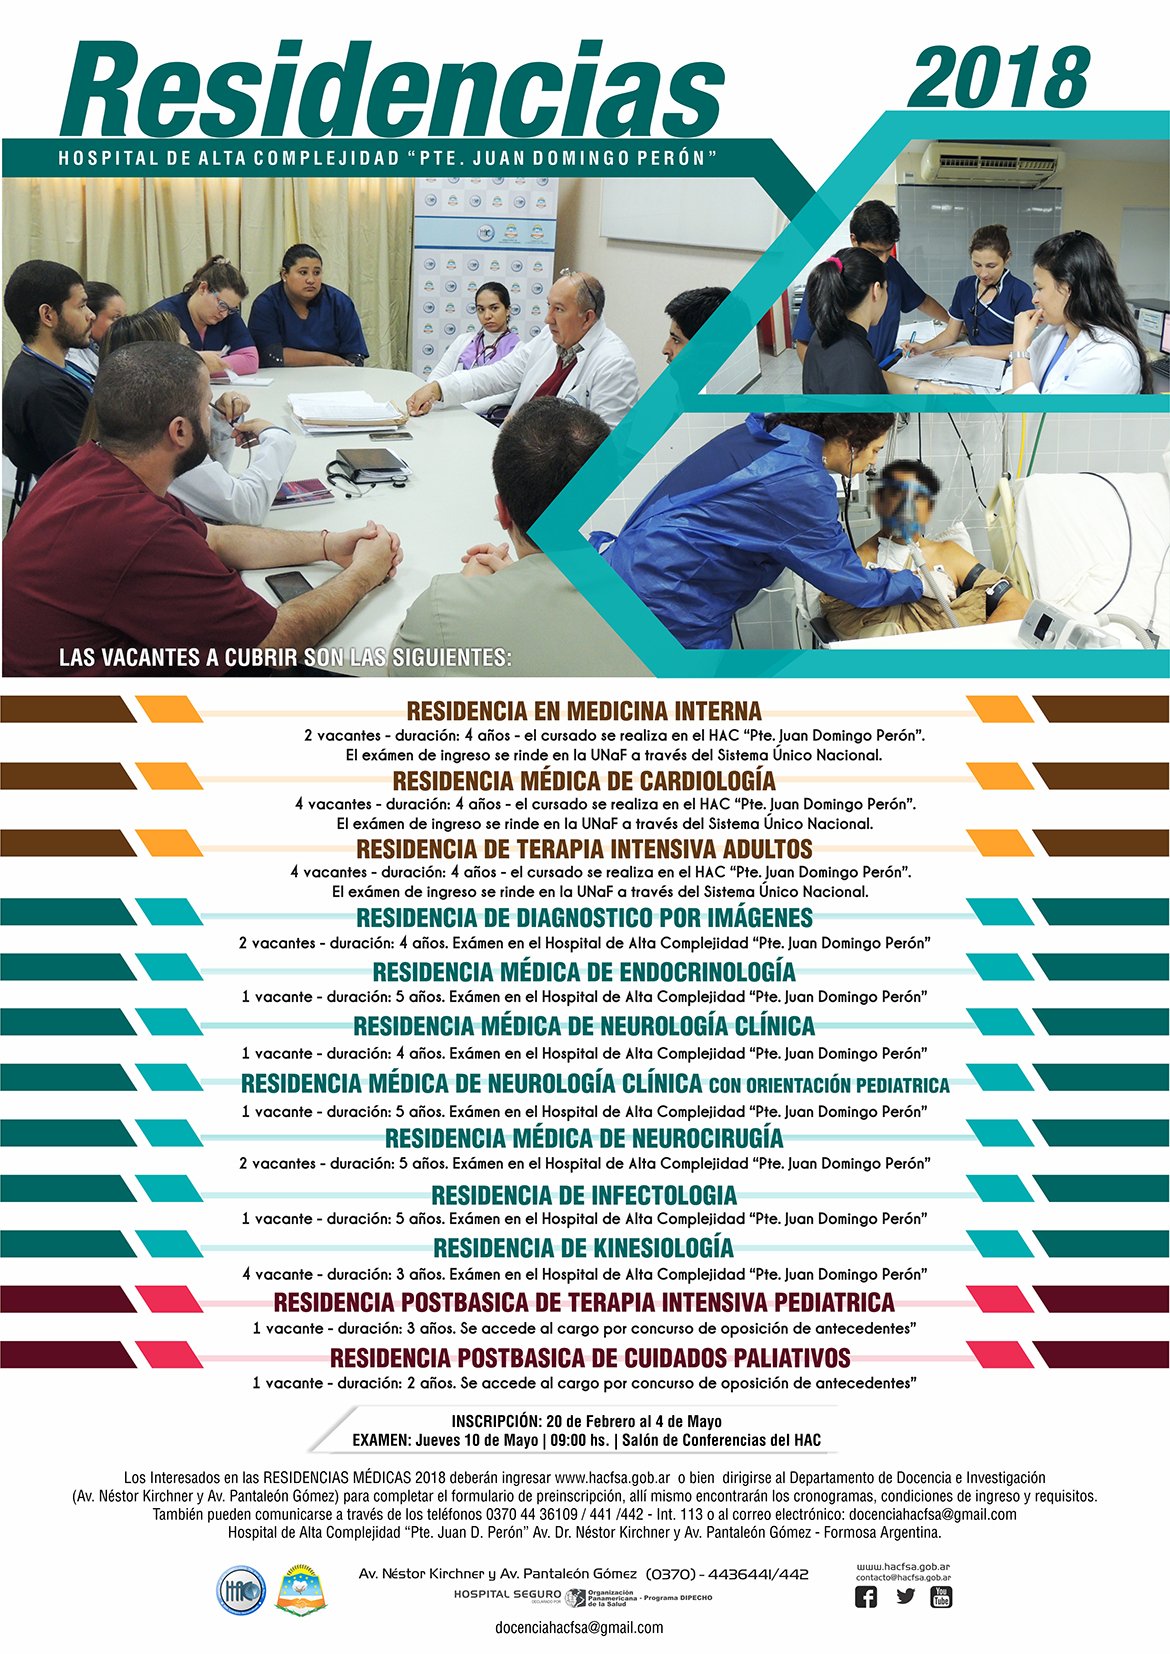 Residencias
2018
HOSPITAL DE ALTA COMPLEJIDAD “PTE. JUAN DOMINGO PERÓN”
LAS VACANTES A CUBRIR SON LAS SIGUIENTES:
RESIDENCIA EN MEDICINA INTERNA
2 vacantes - duración: 4 años - el cursado se realiza en el HAC “Pte. Juan Domingo Perón”.
El exámen de ingreso se rinde en la UNaF a través del Sistema Único Nacional.
RESIDENCIA MÉDICA DE CARDIOLOGÍA
4 vacantes - duración: 4 años - el cursado se realiza en el HAC “Pte. Juan Domingo Perón”.
El exámen de ingreso se rinde en la UNaF a través del Sistema Único Nacional.
RESIDENCIA DE TERAPIA INTENSIVA ADULTOS
4 vacantes - duración: 4 años - el cursado se realiza en el HAC “Pte. Juan Domingo Perón”.
El exámen de ingreso se rinde en la UNaF a través del Sistema Único Nacional.
RESIDENCIA DE DIAGNOSTICO POR IMÁGENES
2 vacantes - duración: 4 años. Exámen en el Hospital de Alta Complejidad “Pte. Juan Domingo Perón”
RESIDENCIA MÉDICA DE ENDOCRINOLOGÍA
1 vacante - duración: 5 años. Exámen en el Hospital de Alta Complejidad “Pte. Juan Domingo Perón”
RESIDENCIA MÉDICA DE NEUROLOGÍA CLÍNICA
1 vacante - duración: 4 años. Exámen en el Hospital de Alta Complejidad “Pte. Juan Domingo Perón”
RESIDENCIA MÉDICA DE NEUROLOGÍA CLÍNICA CON ORIENTACIÓN PEDIATRICA
1 vacante - duración: 5 años. Exámen en el Hospital de Alta Complejidad “Pte. Juan Domingo Perón”
RESIDENCIA MÉDICA DE NEUROCIRUGÍA
2 vacantes - duración: 5 años. Exámen en el Hospital de Alta Complejidad “Pte. Juan Domingo Perón”
RESIDENCIA DE INFECTOLOGIA
1 vacante - duración: 5 años. Exámen en el Hospital de Alta Complejidad “Pte. Juan Domingo Perón”
RESIDENCIA DE KINESIOLOGÍA
4 vacante - duración: 3 años. Exámen en el Hospital de Alta Complejidad “Pte. Juan Domingo Perón”
RESIDENCIA POSTBASICA DE TERAPIA INTENSIVA PEDIATRICA
1 vacante - duración: 3 años. Se accede al cargo por concurso de oposición de antecedentes”
RESIDENCIA POSTBASICA DE CUIDADOS PALIATIVOS
1 vacante - duración: 2 años. Se accede al cargo por concurso de oposición de antecedentes”
INSCRIPCIÓN: 20 de Febrero al 4 de Mayo
EXAMEN: Jueves 10 de Mayo | 09:00 hs. | Salón de Conferencias del HAC
Los Interesados en las RESIDENCIAS MÉDICAS 2018 deberán ingresar www.hacfsa.gob.ar o bien dirigirse al Departamento de Docencia e Investigación
(Av. Néstor Kirchner y Av. Pantaleón Gómez) para completar el formulario de preinscripción, allí mismo encontrarán los cronogramas, condiciones de ingreso y requisitos.
También pueden comunicarse a través de los teléfonos 0370 44 36109 / 441 /442 - Int. 113 o al correo electrónico: docenciahacfsa@gmail.com
Hospital de Alta Complejidad “Pte. Juan D. Perón” Av. Dr. Néstor Kirchner y Av. Pantaleón Gómez - Formosa Argentina.
HAC
Av. Néstor Kirchner y Av. Pantaleón Gómez (0370) - 4436441/442
HOSPITAL SEGURO
DECLARADO POR
Organización
Panamericana
de la Salud
- Programa DIPECHO
www.hacfsa.gob.ar
contacto@hacfsa.gob.ar
You
Tube
docenciahacfsa@gmail.com